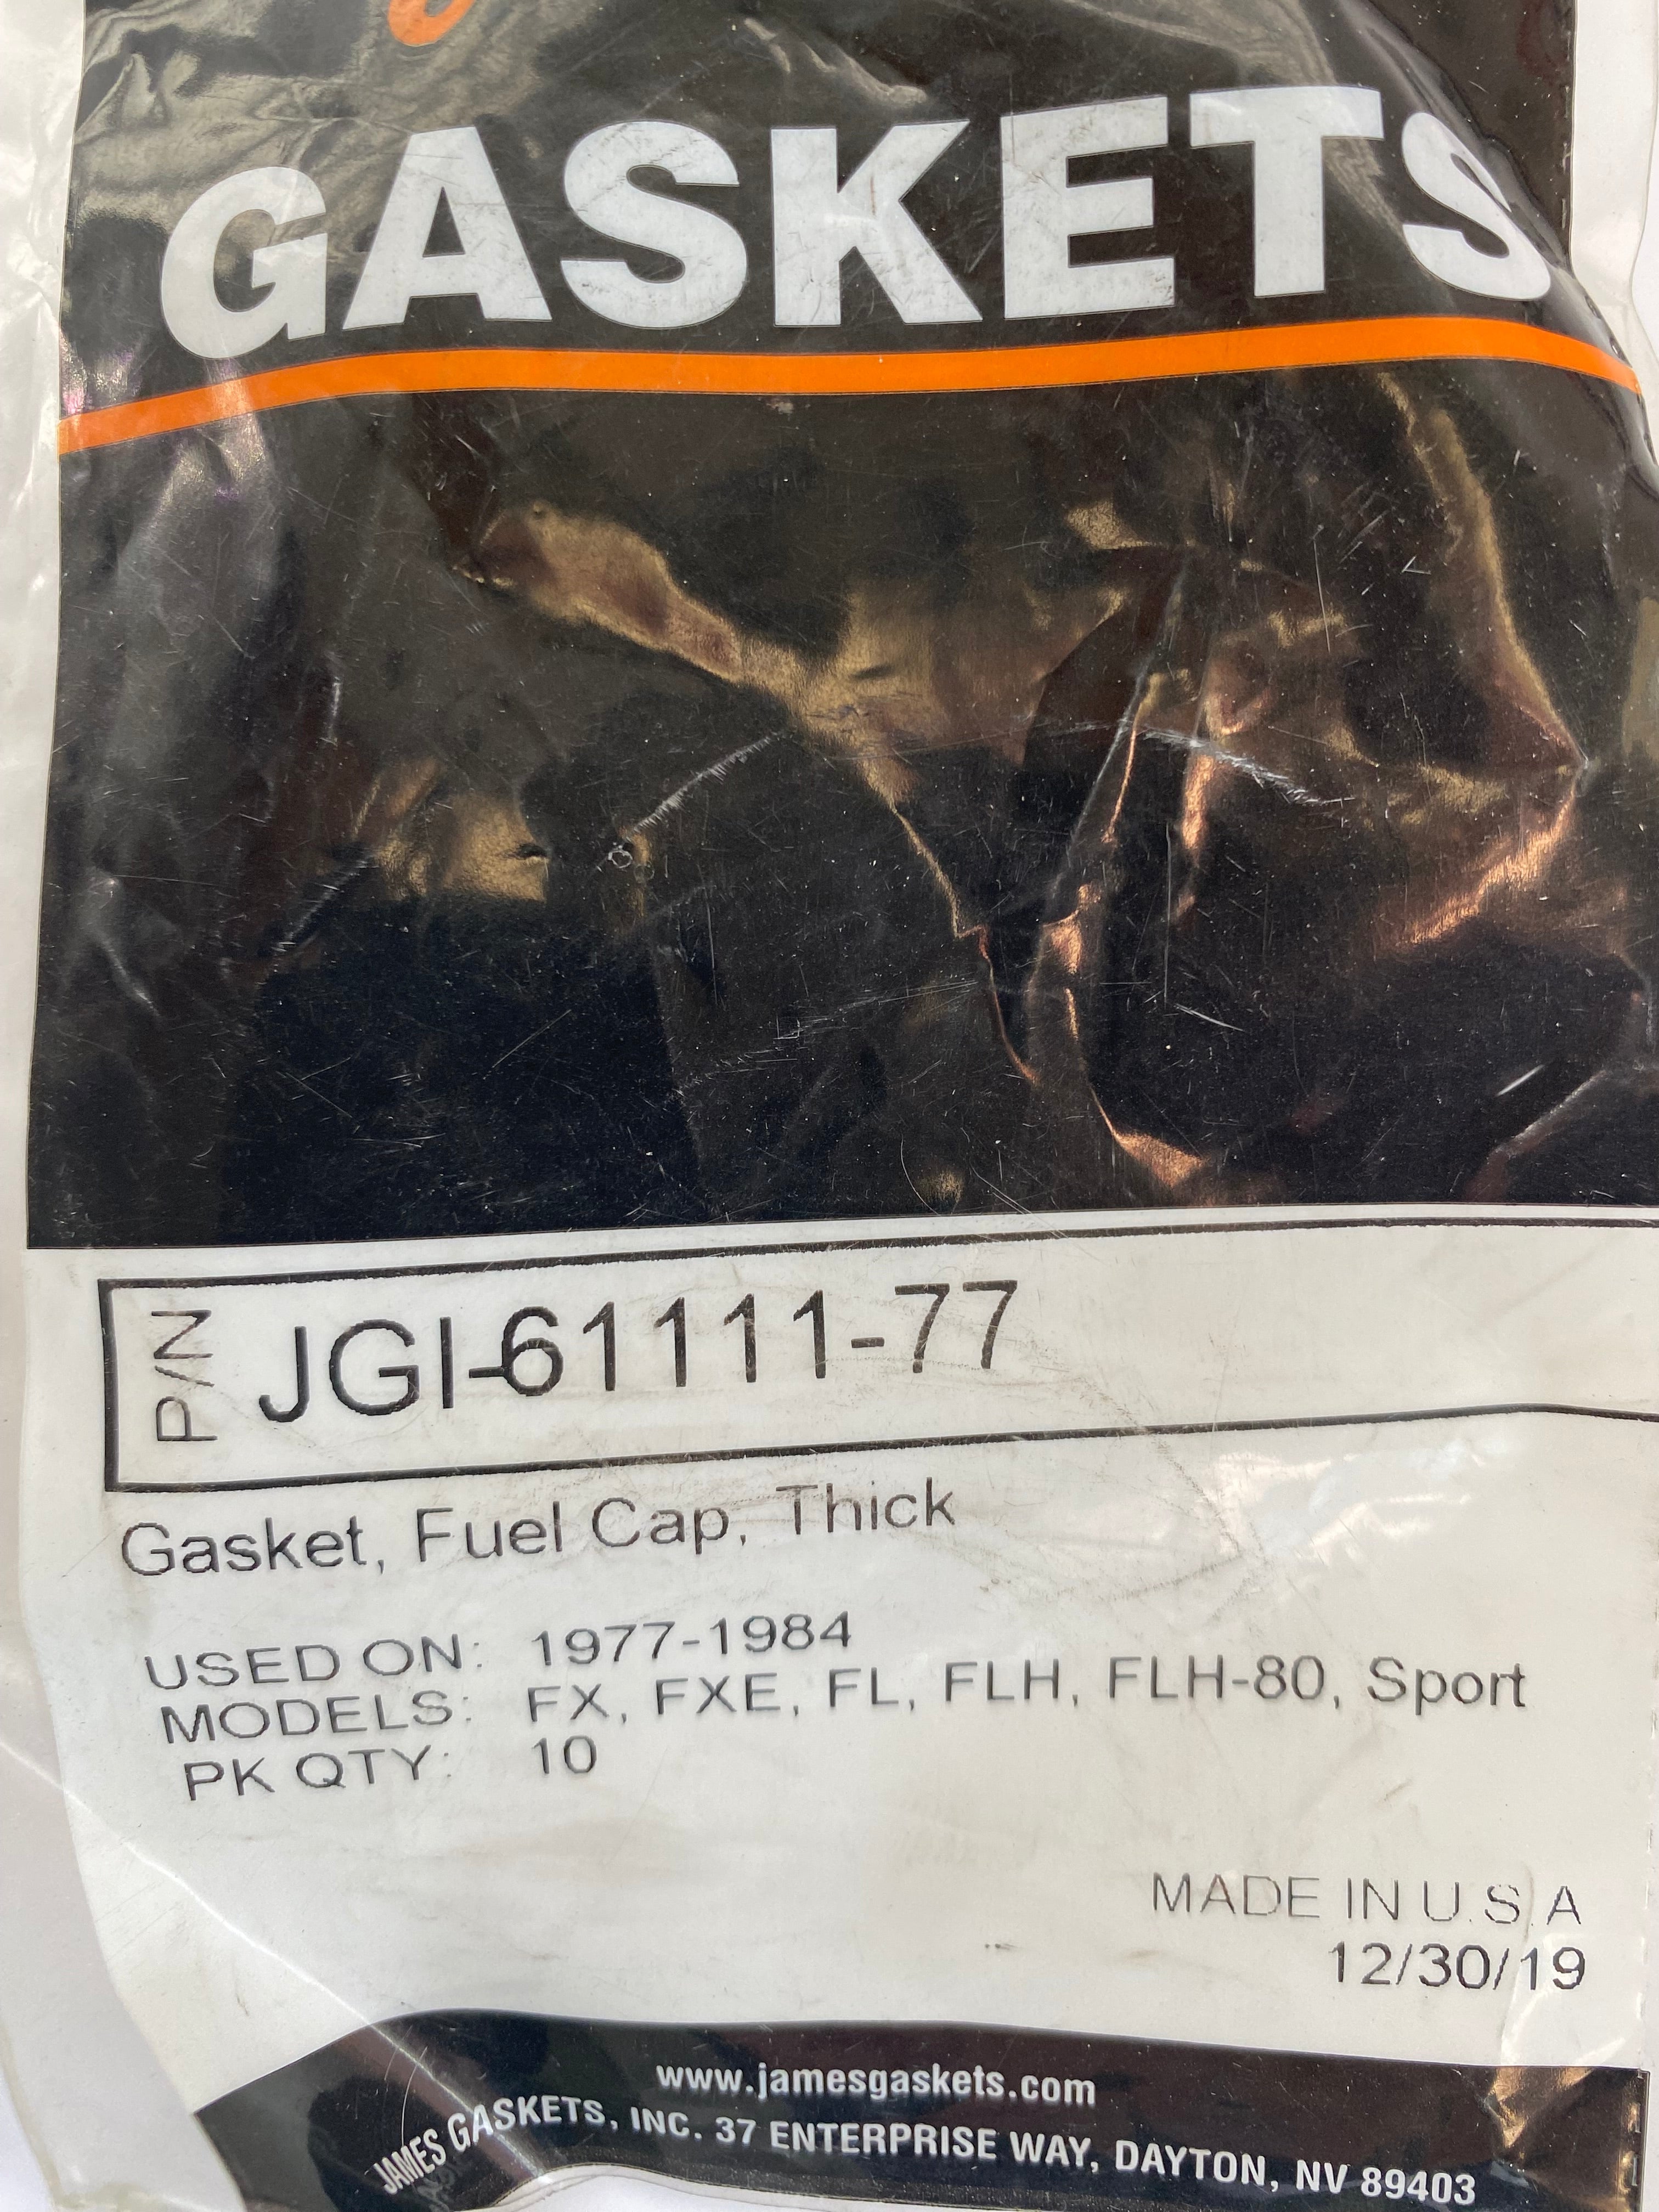 GASKETS
P/N JGI-61111-77
Gasket, Fuel Cap, Thick
USED ON: 1977-1984
MODELS: FX, FXE, FL, FLH, FLH-80, Sport
PK QTY: 10
MADE IN U.S.A
12/30/19
www.jamesgaskets.com
JAMES GASKETS, INC. 37 ENTERPRISE WAY, DAYTON, NV 89403